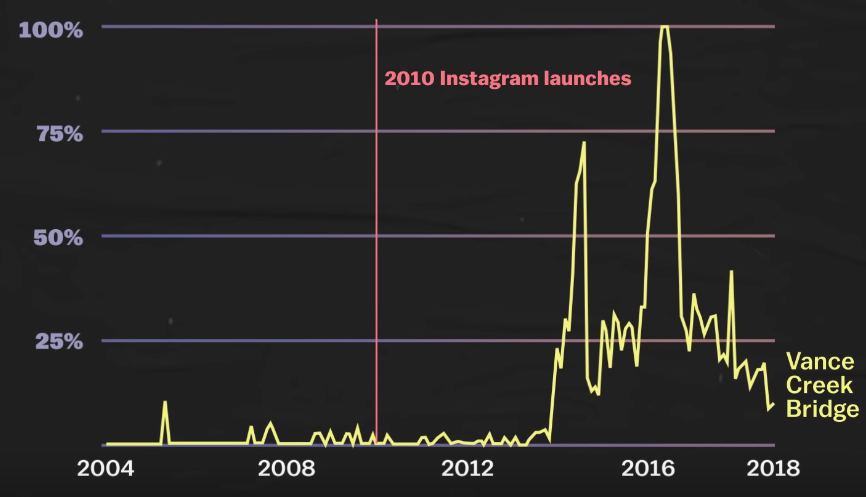 100%
2010 Instagram launches
75%
50%
25%
Vance
Creek
Bridge
2004 2008 2012 2016 2018